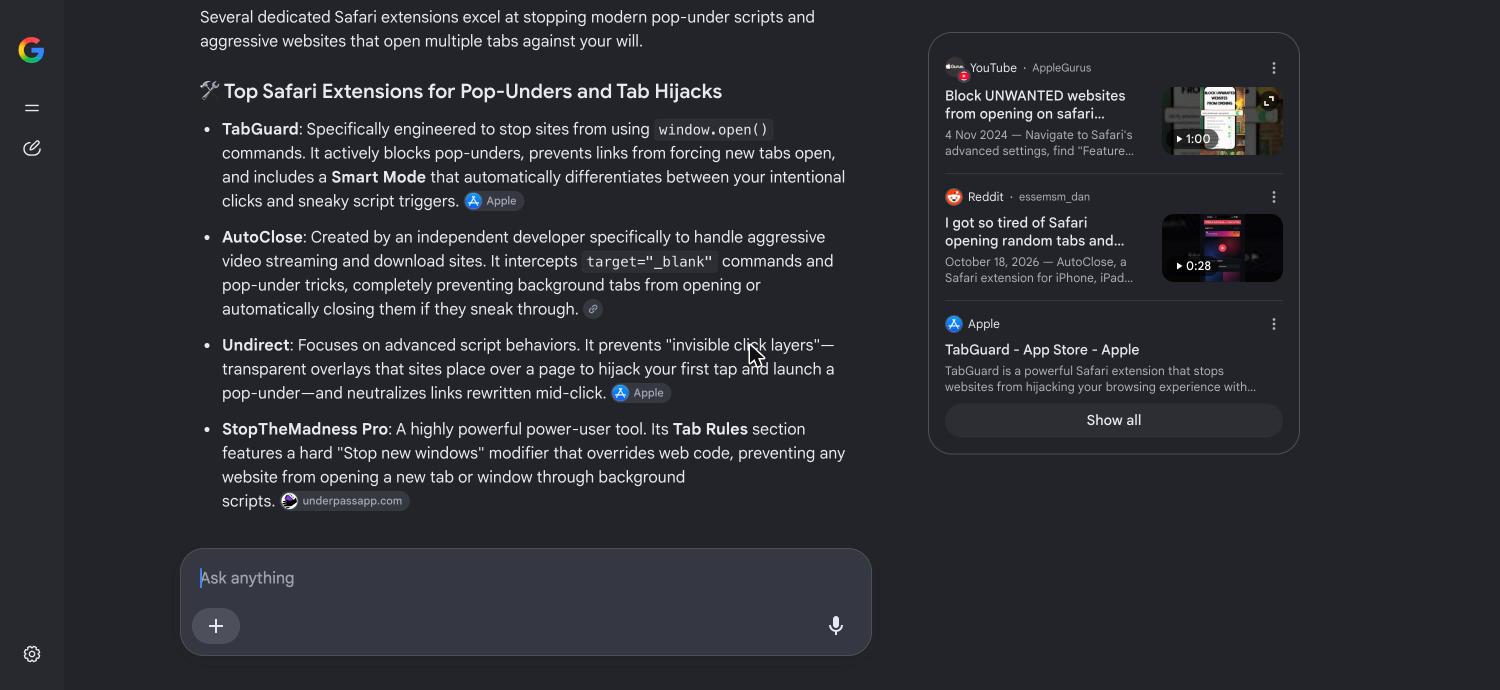 Several dedicated Safari extensions excel at stopping modern pop-under scripts and
aggressive websites that open multiple tabs against your will.
🛠️ Top Safari Extensions for Pop-Unders and Tab Hijacks
• TabGuard: Specifically engineered to stop sites from using window.open()
commands. It actively blocks pop-unders, prevents links from forcing new tabs open,
and includes a Smart Mode that automatically differentiates between your intentional
clicks and sneaky script triggers. Apple
• AutoClose: Created by an independent developer specifically to handle aggressive
video streaming and download sites. It intercepts target="_blank" commands and
pop-under tricks, completely preventing background tabs from opening or
automatically closing them if they sneak through.
• Undirect: Focuses on advanced script behaviors. It prevents "invisible click layers"—
transparent overlays that sites place over a page to hijack your first tap and launch a
pop-under—and neutralizes links rewritten mid-click. Apple
• StopTheMadness Pro: A highly powerful power-user tool. Its Tab Rules section
features a hard "Stop new windows" modifier that overrides web code, preventing any
website from opening a new tab or window through background
scripts. underpassapp.com
Ask anything
YouTube · AppleGurus
Block UNWANTED websites
from opening on safari...
4 Nov 2024 — Navigate to Safari's
advanced settings, find "Feature...
1:00
Reddit · essemsm_dan
I got so tired of Safari
opening random tabs and...
October 18, 2026 — AutoClose, a
Safari extension for iPhone, iPad...
0:28
Apple
TabGuard - App Store - Apple
TabGuard is a powerful Safari extension that stops
websites from hijacking your browsing experience with...
Show all